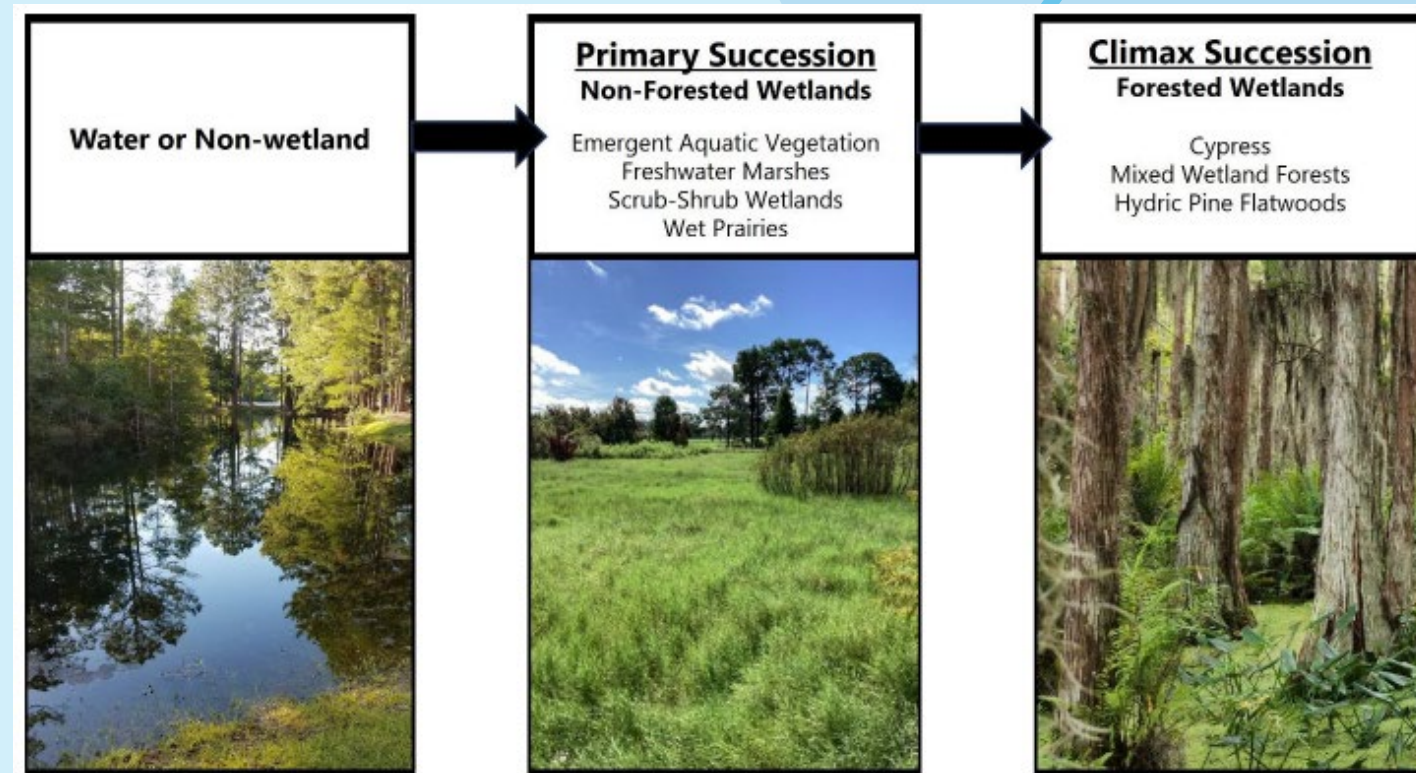 Water or Non-wetland
Primary Succession
Non-Forested Wetlands
Emergent Aquatic Vegetation
Freshwater Marshes
Scrub-Shrub Wetlands
Wet Prairies
Climax Succession
Forested Wetlands
Cypress
Mixed Wetland Forests
Hydric Pine Flatwoods